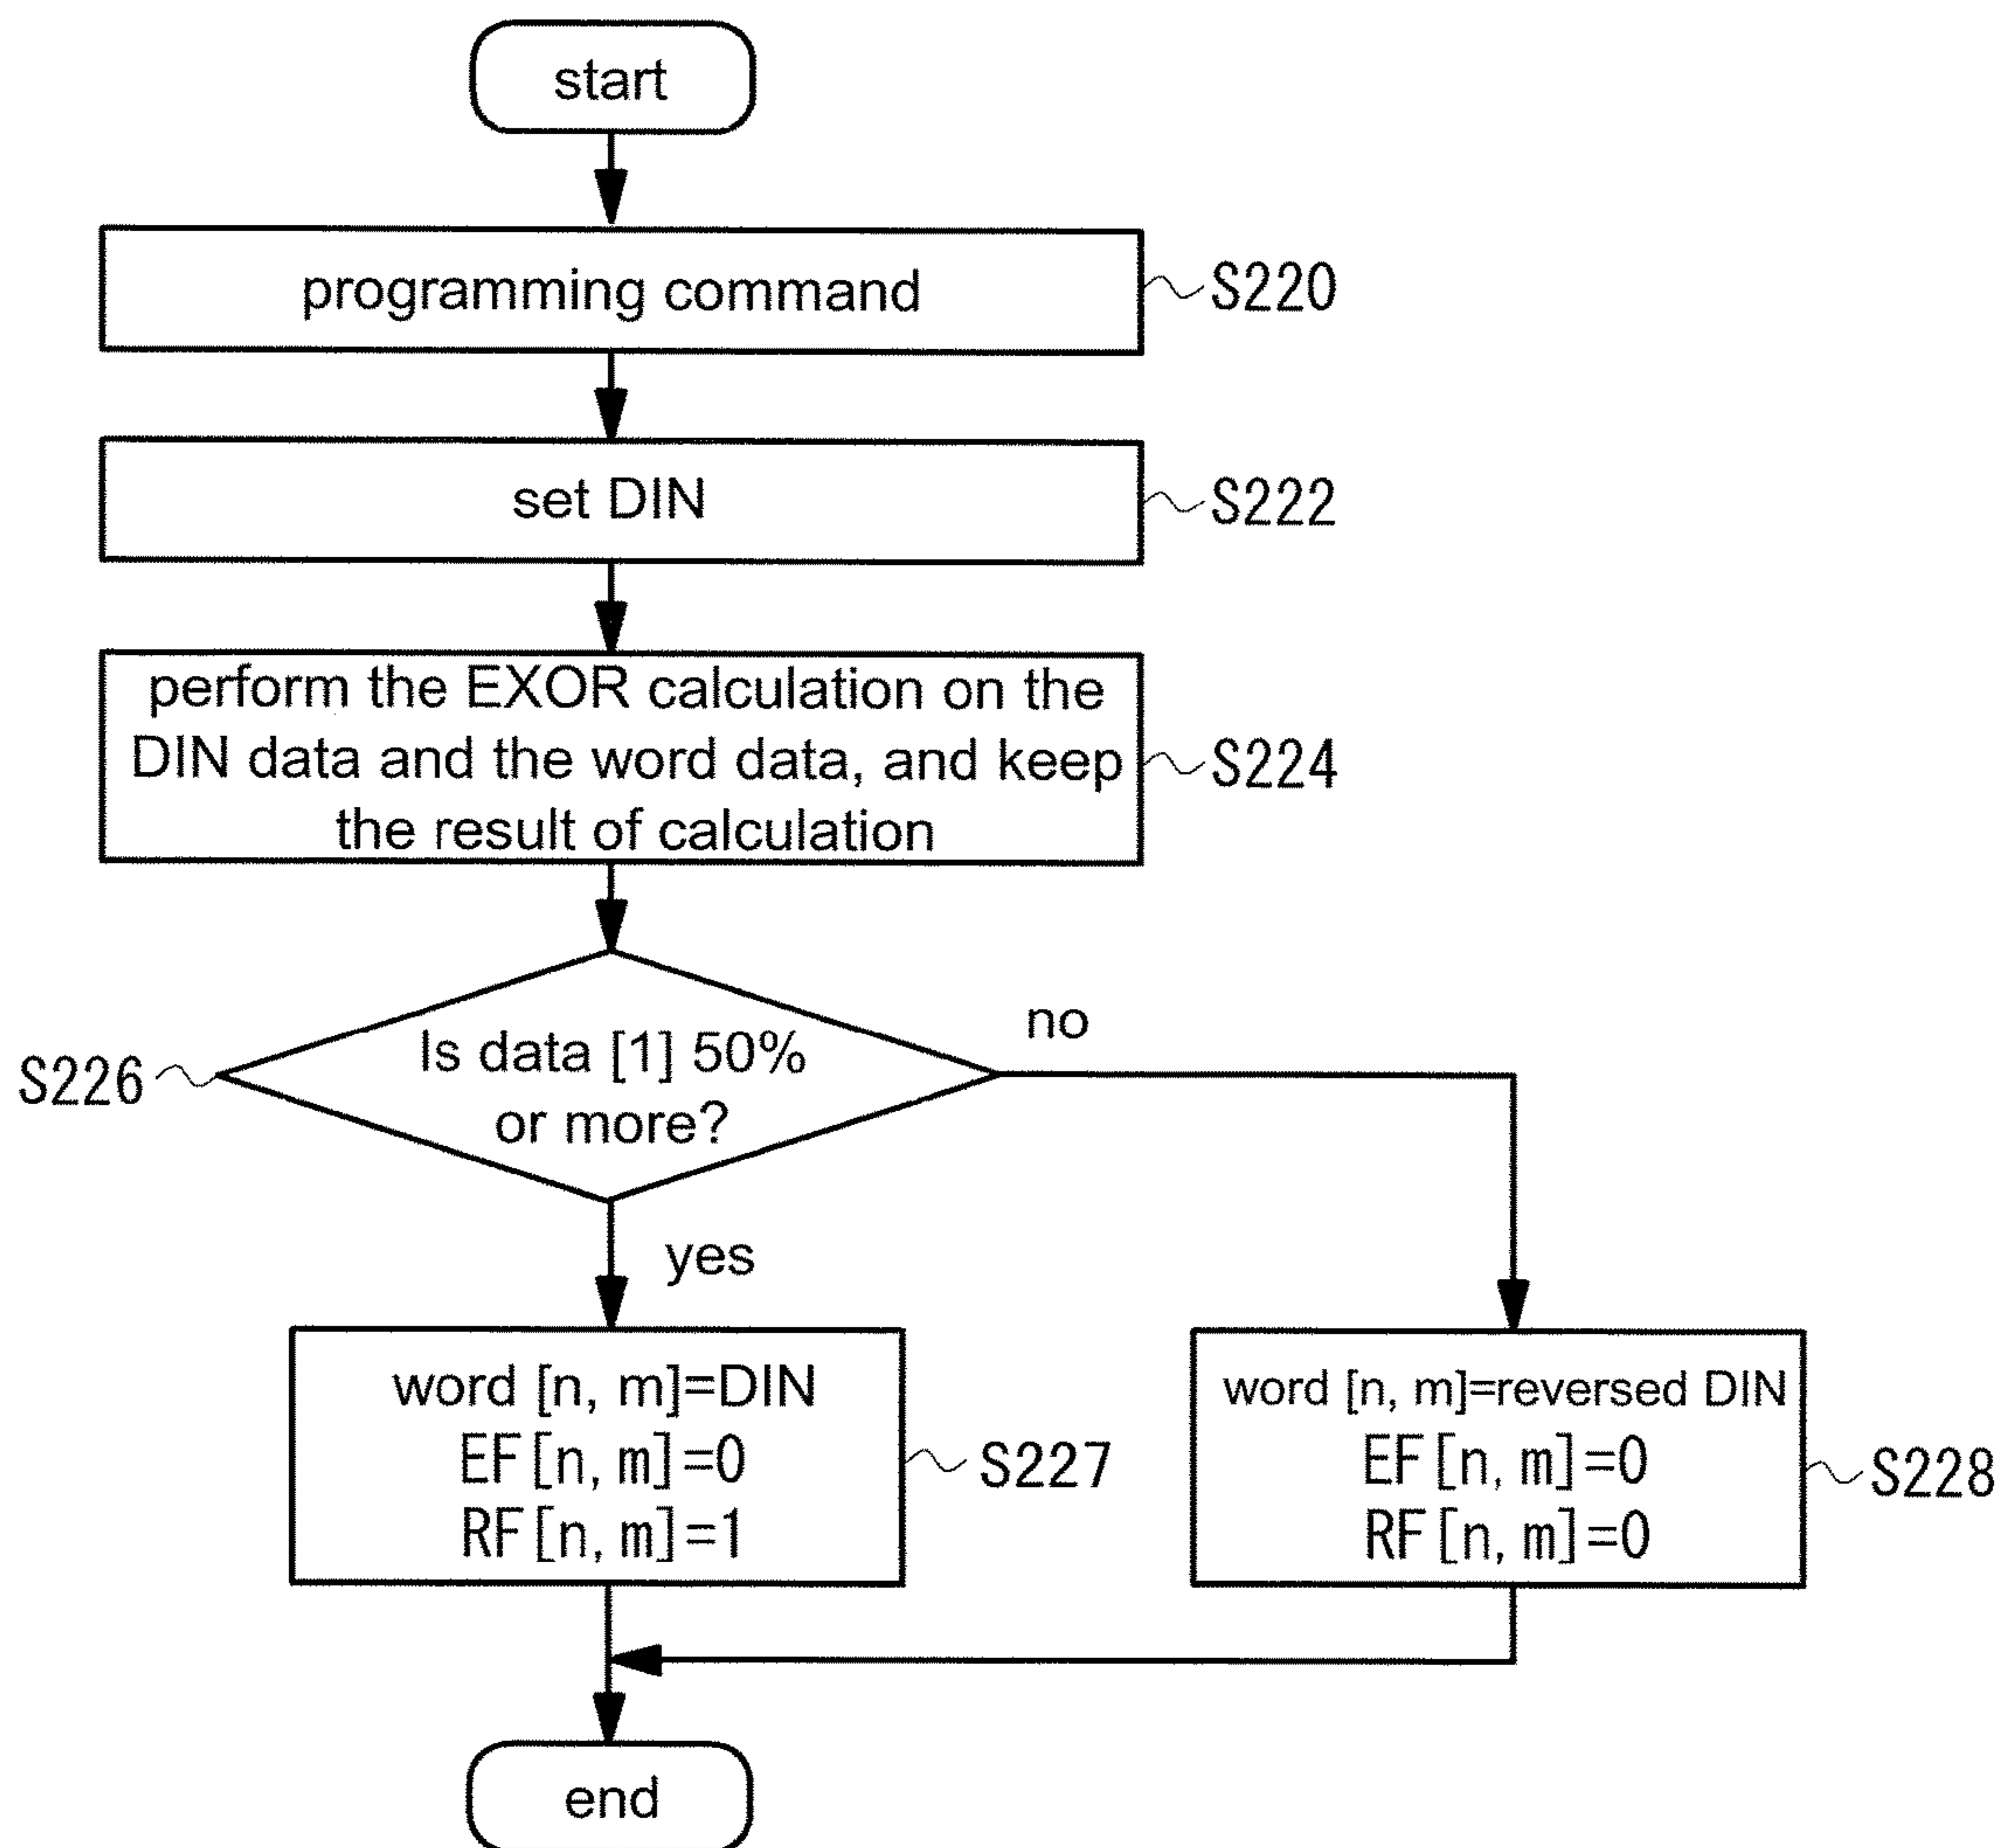 start
programming command
S220
set DIN
S222
perform the EXOR calculation on the
DIN data and the word data, and keep
the result of calculation
S224
Is data [1] 50%
or more?
S226
no
yes
word [n, m]=DIN
EF[n, m]=0
RF[n, m]=1
S227
word [n, m]=reversed DIN
EF[n, m]=0
RF[n, m]=0
S228
end